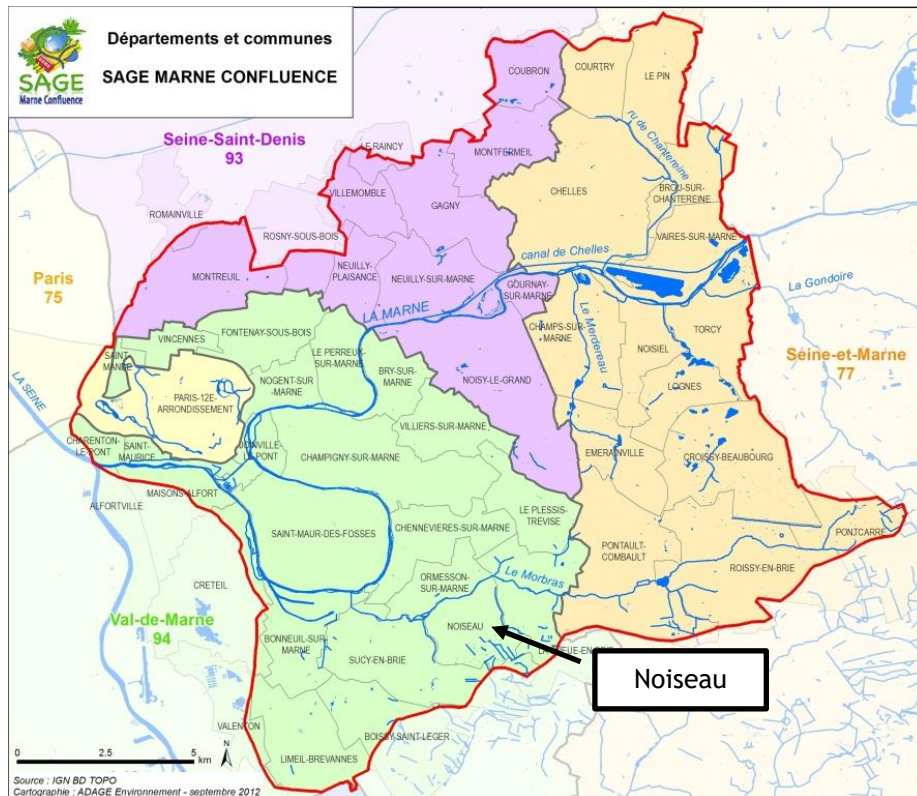 SAGE
Marne Confluence
Départements et communes
SAGE MARNE CONFLUENCE
COUBRON
COURTRY
LE PIN
Seine-Saint-Denis
93
LE RAINCY
MONTFERMEIL
ru de Chantereine
VILLEMOMBLE
GAGNY
CHELLES
BROU-SUR-
CHANTEREINE
ROMAINVILLE
ROSNY-SOUS-BOIS
VAIRES-SUR-MARNE
canal de Chelles
Paris
75
MONTREUIL
NEUILLY-
PLAISANCE
NEUILLY-SUR-MARNE
GOURNAY-
SUR-MARNE
La Gondoire
LA MARNE
CHAMPS-SUR-
MARNE
Le Merdereau
TORCY
NOISIEL
Seine-et-Marne
77
FONTENAY-SOUS-BOIS
VINCENNES
SAINT-
MANDE
LE PERREUX-
SUR-MARNE
BRY-SUR-
MARNE
NOISY-LE-GRAND
LOGNES
LA SEINE
PARIS-12E-
ARRONDISSEMENT
NOGENT-SUR
-MARNE
VILLIERS-SUR-MARNE
CHARENTON-
LE-PONT
SAINT-
MAURICE
JOINVILLE-
LE-PONT
CHAMPIGNY-SUR-MARNE
EMERAINVILLE
CROISSY-BEAUBOURG
MAISONS-ALFORT
ALFORTVILLE
LE PLESSIS-
TREVISE
SAINT-MAUR-DES-FOSSES
CHENNEVIERES-SUR-MARNE
PONTCARRE
PONTAULT-
COMBAULT
ROISSY-EN-BRIE
CRETEIL
ORMESSON-
SUR-MARNE
Le Morbras
Val-de-Marne
94
NOISEAU
BONNEUIL-SUR-
MARNE
SUCY-EN-BRIE
LA QUEUE-EN-BRIE
Noiseau
VALENTON
BOISSY-SAINT-LEGER
LIMEIL-BREVANNES
0 2.5 5
km
N
Source : IGN BD TOPO
Cartographie : ADAGE Environnement - septembre 2012